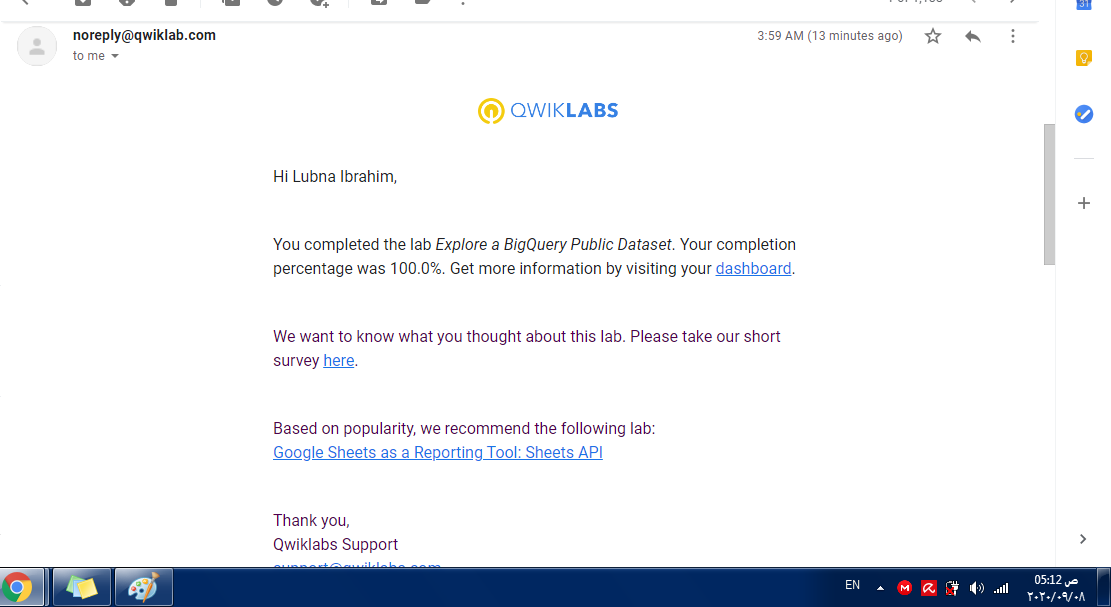 noreply@qwiklab.com
3:59 AM (13 minutes ago)
to me
31
QWIKLABS
Hi Lubna Ibrahim,
You completed the lab Explore a BigQuery Public Dataset. Your completion
percentage was 100.0%. Get more information by visiting your dashboard.
We want to know what you thought about this lab. Please take our short
survey here.
Based on popularity, we recommend the following lab:
Google Sheets as a Reporting Tool: Sheets API
Thank you,
Qwiklabs Support
EN
05:12 ص
٢٠٢٠/٠٩/٠٨